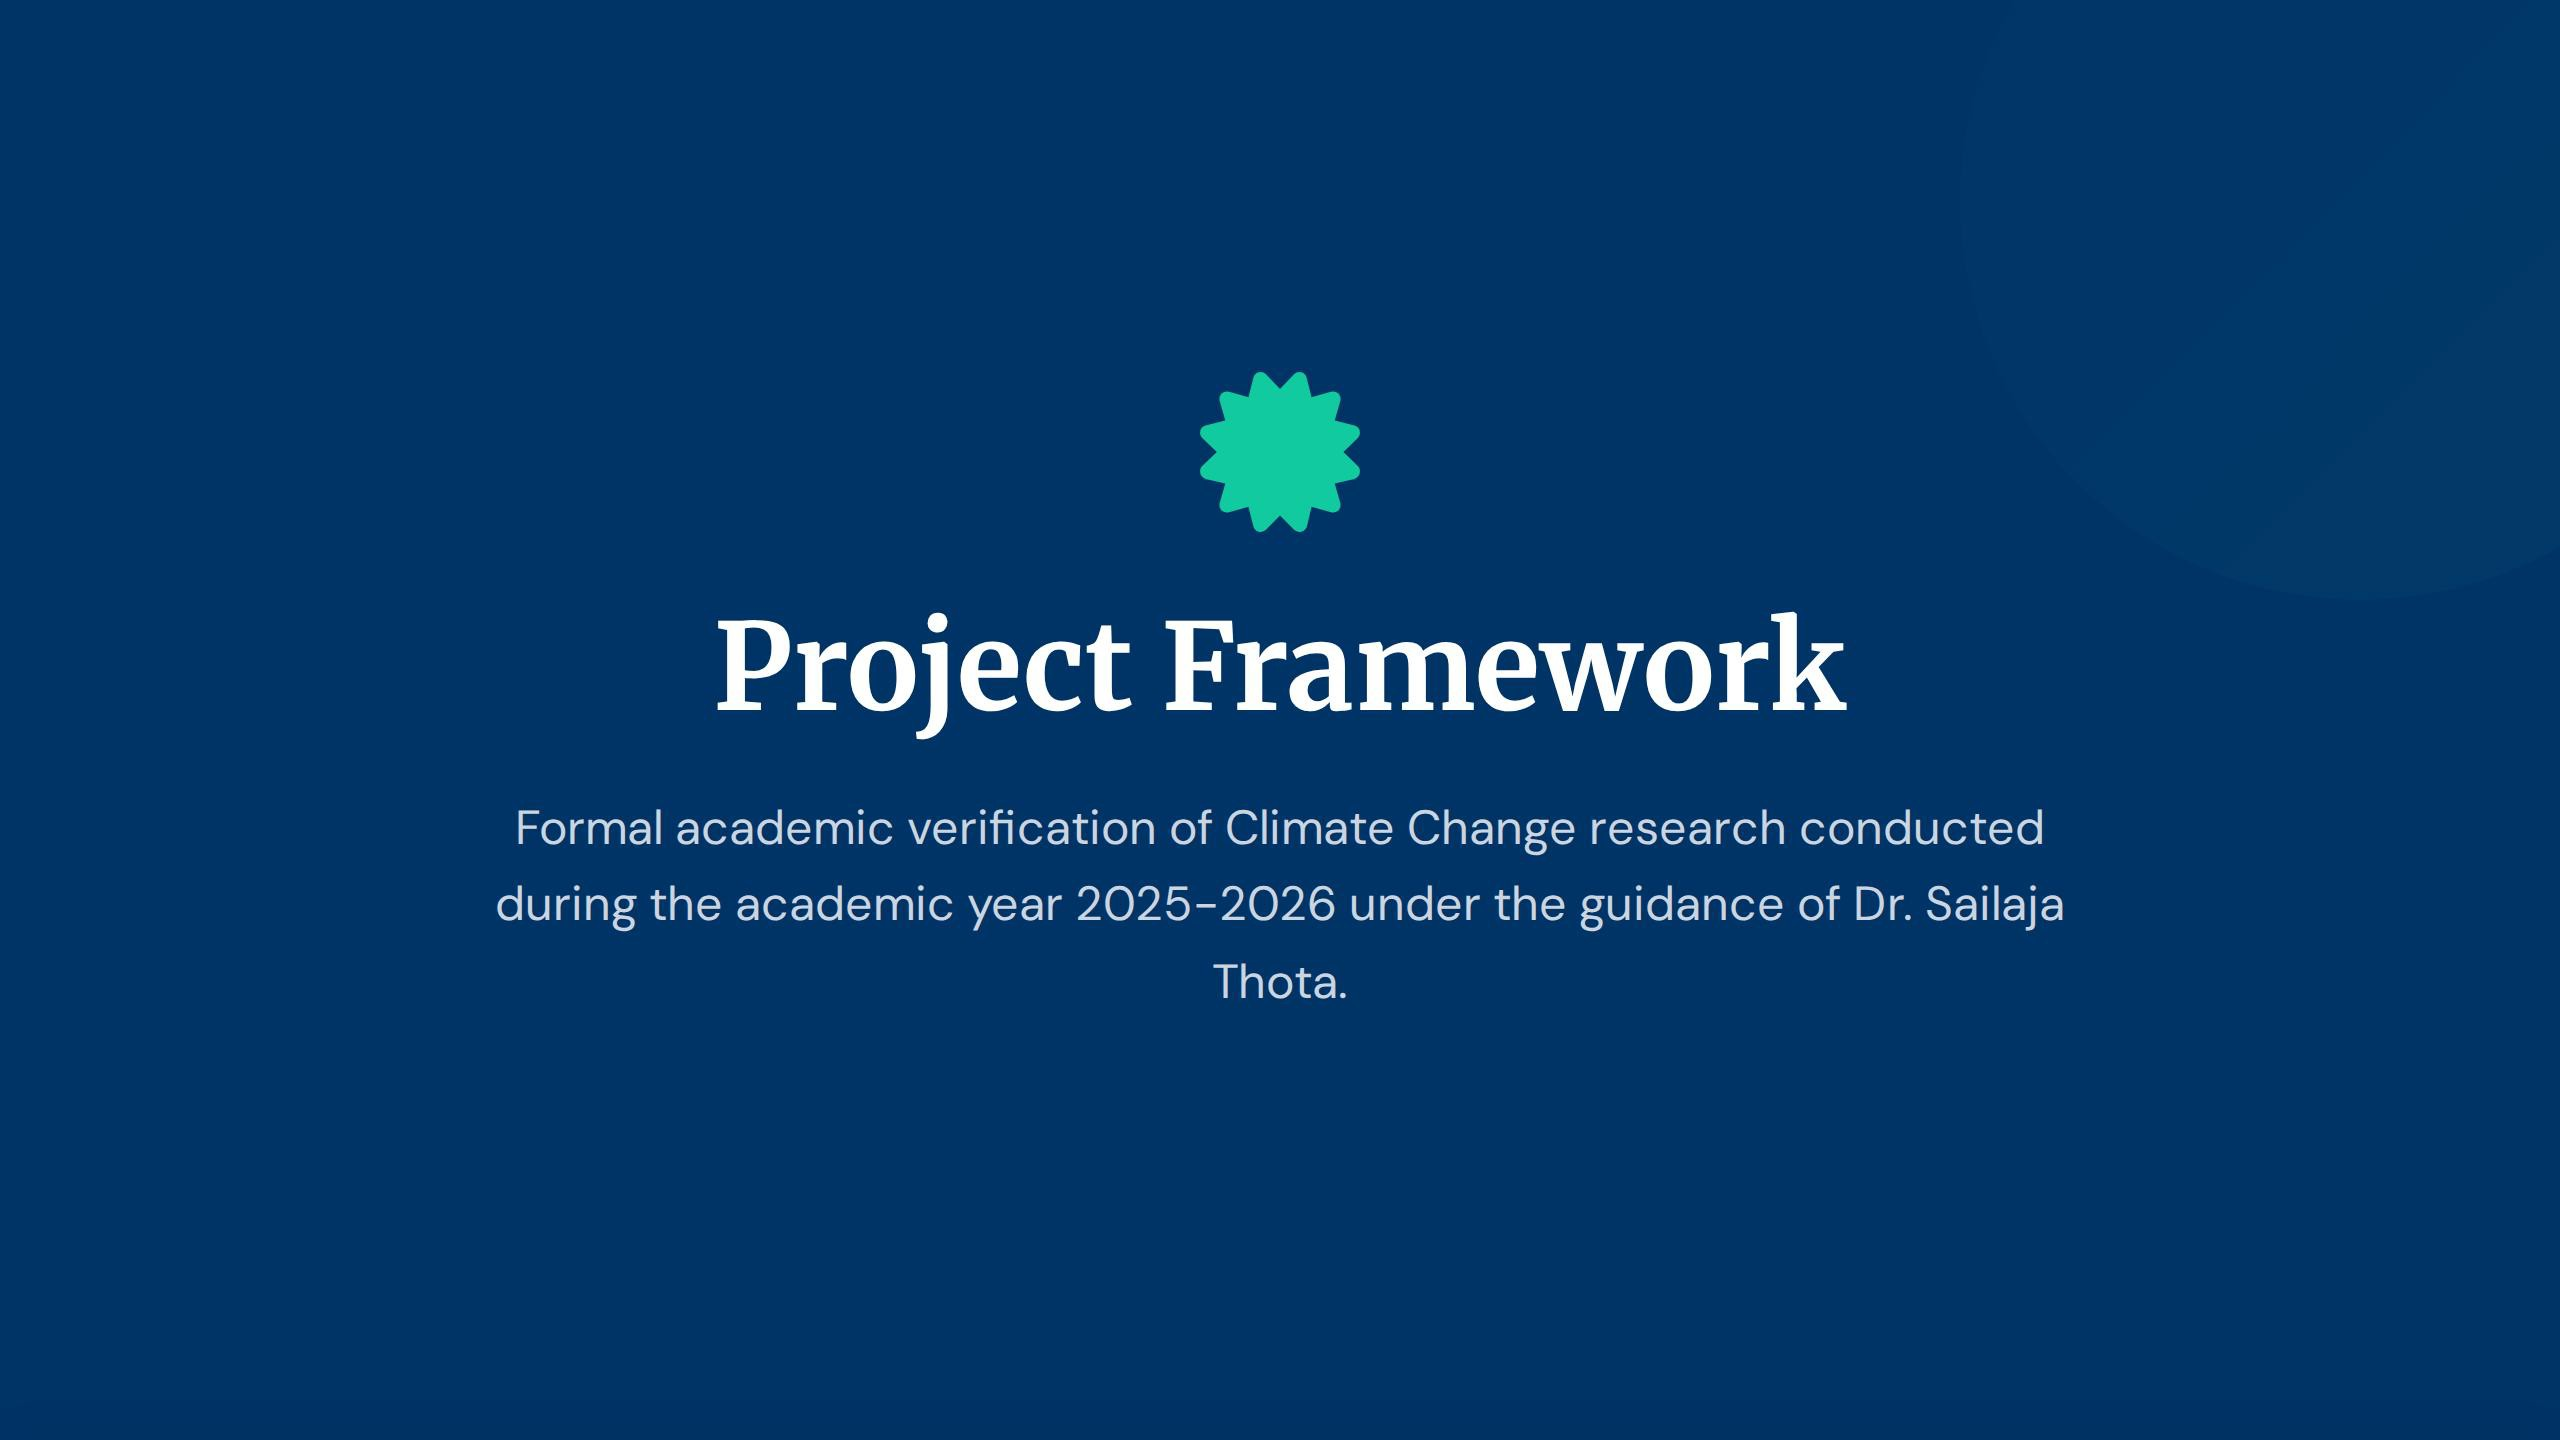 Project Framework
Formal academic verification of Climate Change research conducted
during the academic year 2025-2026 under the guidance of Dr. Sailaja
Thota.